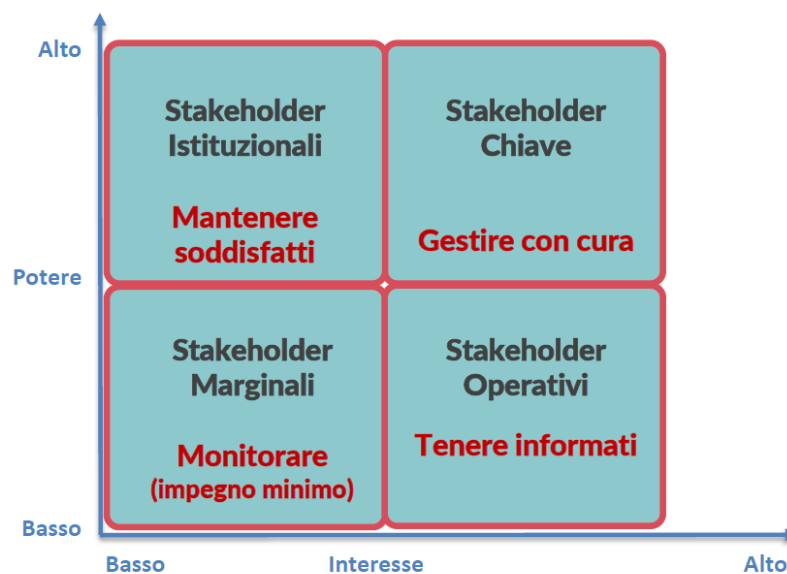 Alto
Stakeholder
Istituzionali
Mantenere
soddisfatti
Stakeholder
Chiave
Gestire con cura
Potere
Stakeholder
Marginali
Monitorare
(impegno minimo)
Stakeholder
Operativi
Tenere informati
Basso
Basso
Interesse
Alto